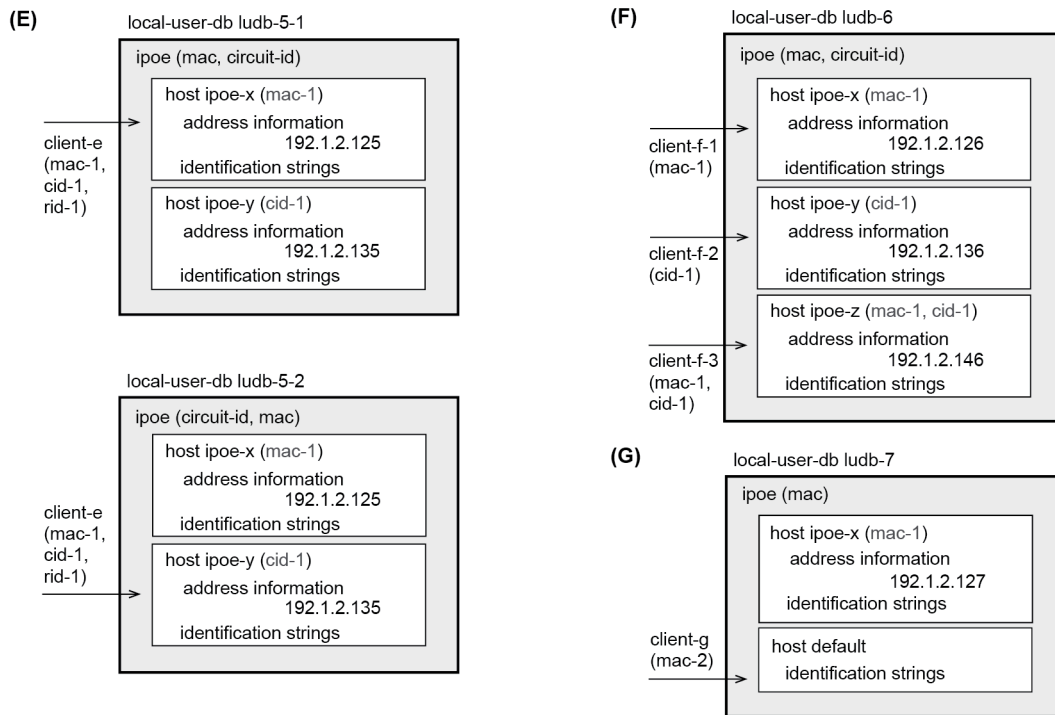 (E)
local-user-db ludb-5-1
ipoe (mac, circuit-id)
host ipoe-x (mac-1)
address information
192.1.2.125
identification strings
host ipoe-y (cid-1)
address information
192.1.2.135
identification strings
client-e
(mac-1,
cid-1,
rid-1)
local-user-db ludb-5-2
ipoe (circuit-id, mac)
host ipoe-x (mac-1)
address information
192.1.2.125
identification strings
host ipoe-y (cid-1)
address information
192.1.2.135
identification strings
client-e
(mac-1,
cid-1,
rid-1)
(F)
local-user-db ludb-6
ipoe (mac, circuit-id)
host ipoe-x (mac-1)
address information
192.1.2.126
identification strings
client-f-1
(mac-1)
host ipoe-y (cid-1)
address information
192.1.2.136
identification strings
client-f-2
(cid-1)
host ipoe-z (mac-1, cid-1)
address information
192.1.2.146
identification strings
client-f-3
(mac-1,
cid-1)
(G)
local-user-db ludb-7
ipoe (mac)
host ipoe-x (mac-1)
address information
192.1.2.127
identification strings
host default
identification strings
client-g
(mac-2)